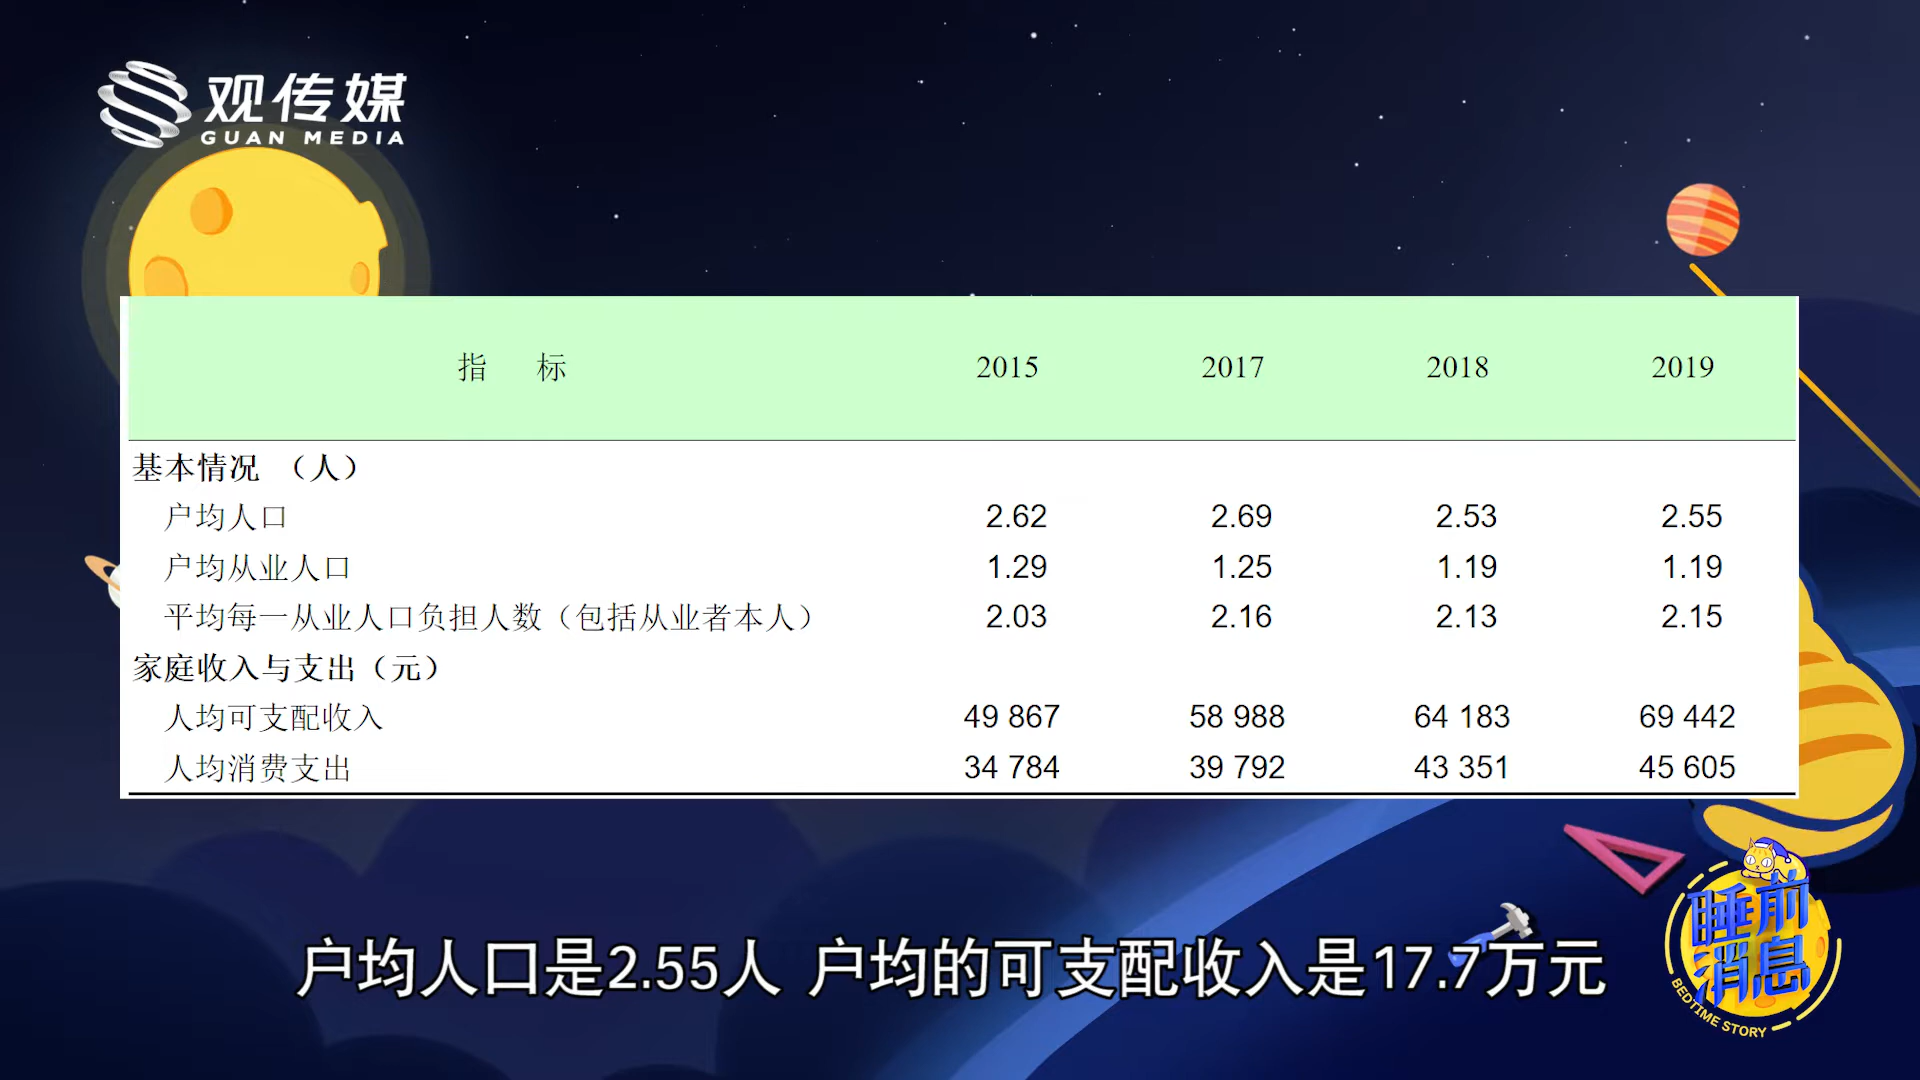 观传媒
GUAN MEDIA
指 标 2015 2017 2018 2019
基本情况 （人）
户均人口 2.62 2.69 2.53 2.55
户均从业人口 1.29 1.25 1.19 1.19
平均每一从业人口负担人数（包括从业者本人） 2.03 2.16 2.13 2.15
家庭收入与支出（元）
人均可支配收入 49 867 58 988 64 183 69 442
人均消费支出 34 784 39 792 43 351 45 605
睡前
消息
BEDTIME STORY
户均人口是2.55人 户均的可支配收入是17.7万元